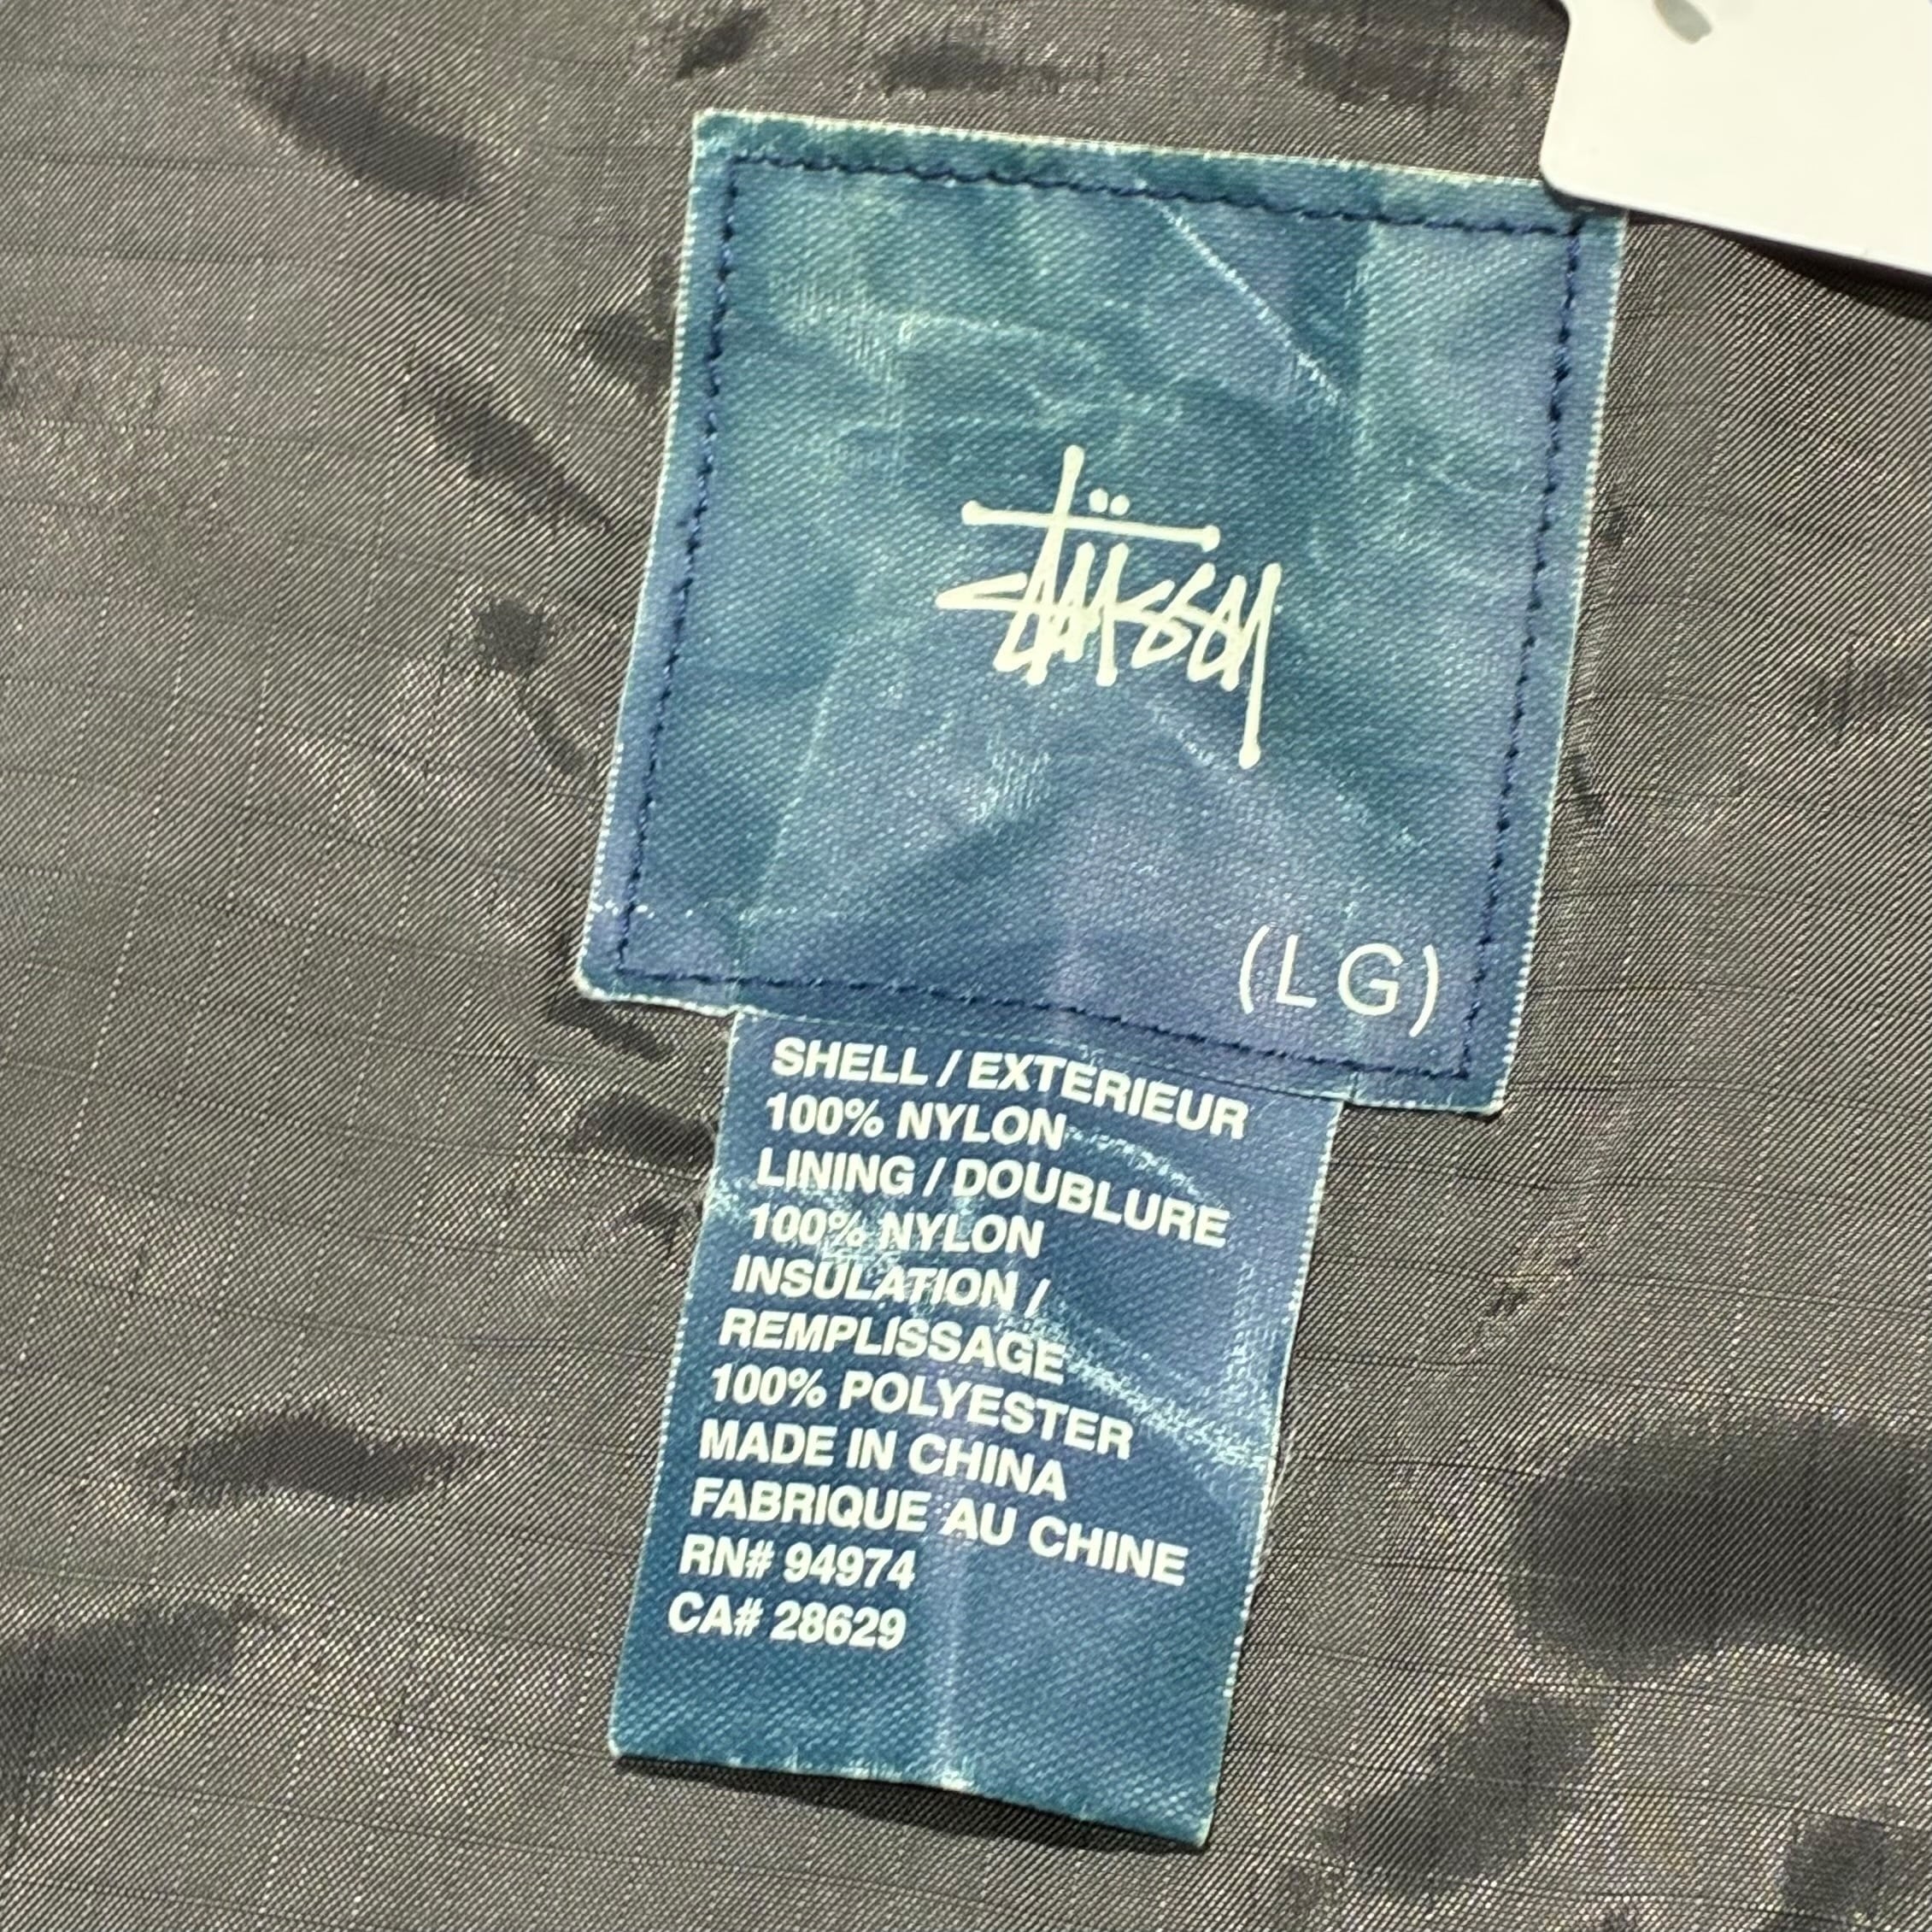 stüssy
(LG)
SHELL / EXTERIEUR
100% NYLON
LINING / DOUBLURE
100% NYLON
INSULATION /
REMPLISSAGE
100% POLYESTER
MADE IN CHINA
FABRIQUE AU CHINE
RN# 94974
CA# 28629